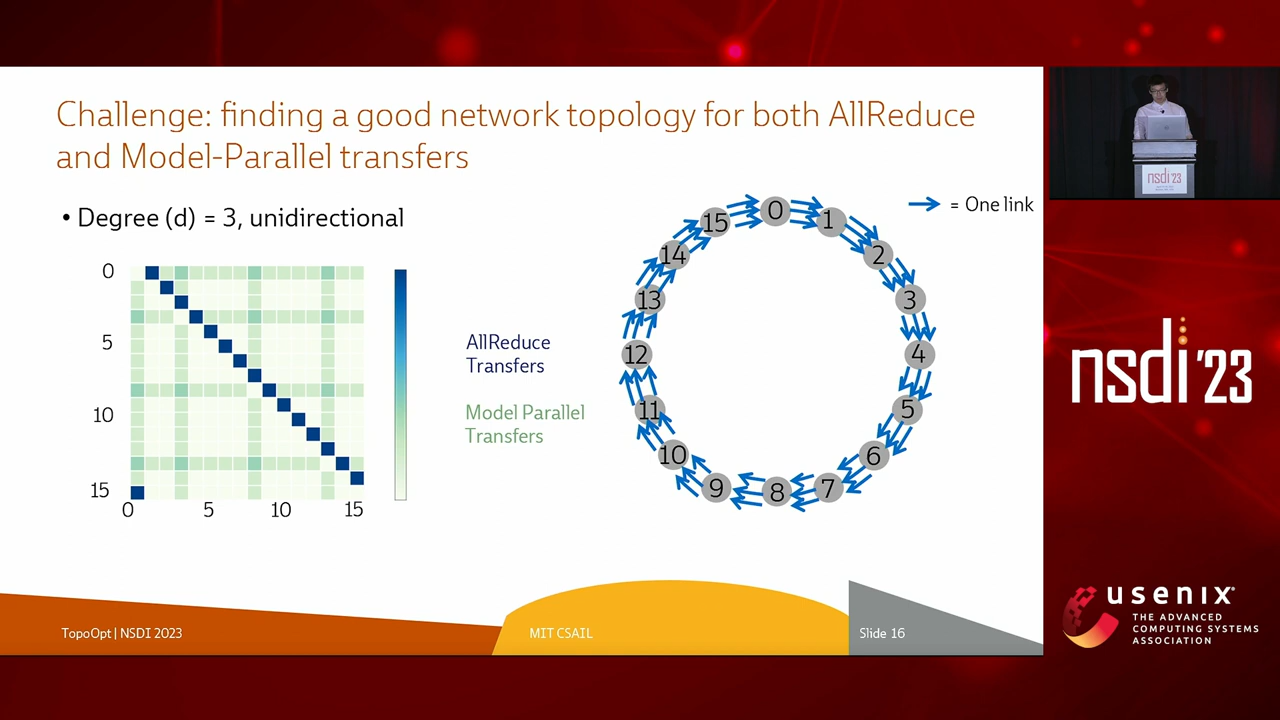 Challenge: finding a good network topology for both AllReduce
and Model-Parallel transfers
• Degree (d) = 3, unidirectional
0
5
10
15
0 5 10 15
AllReduce
Transfers
Model Parallel
Transfers
= One link
0
1
2
3
4
5
6
7
8
9
10
11
12
13
14
15
TopoOpt | NSDI 2023
MIT CSAIL
Slide 16
nsdi '23
nsdi '23
usenix
THE ADVANCED
COMPUTING SYSTEMS
ASSOCIATION